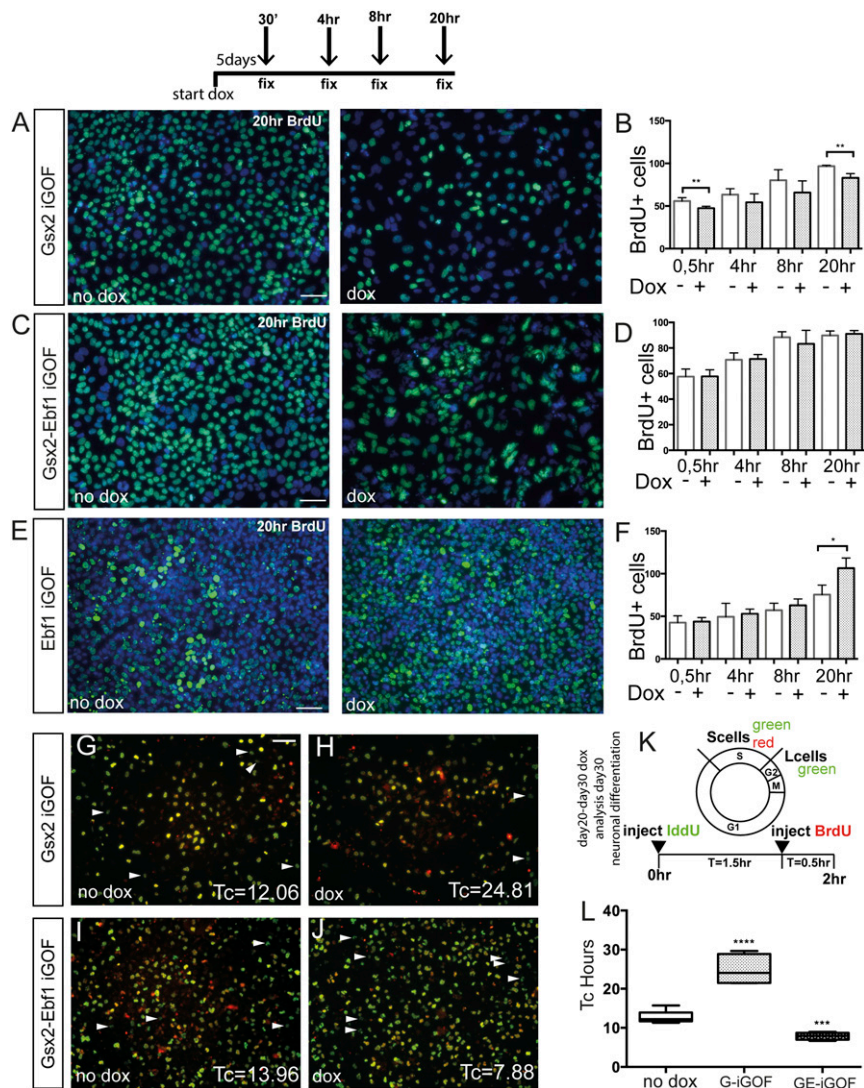 30' 4hr 8hr 20hr
5days
fix fix fix fix
start dox
A
Gsx2 iGOF
20hr BrdU
no dox
dox
B
BrdU+ cells
150
100
50
0
0,5hr 4hr 8hr 20hr
Dox - + - + - + - +
**
**
C
Gsx2-Ebf1 iGOF
20hr BrdU
no dox
dox
D
BrdU+ cells
100
80
60
40
20
0
0,5hr 4hr 8hr 20hr
Dox - + - + - + - +
E
Ebf1 iGOF
20hr BrdU
no dox
dox
F
BrdU+ cells
150
100
50
0
0,5hr 4hr 8hr 20hr
Dox - + - + - + - +
*
G
Gsx2 iGOF
no dox
Tc=12.06
H
dox
Tc=24.81
I
Gsx2-Ebf1 iGOF
no dox
Tc=13.96
J
dox
Tc=7.88
K
day20-day30 dox
analysis day30
neuronal differentiation
Scells green
red
Lcells
green
S
G2
M
G1
inject IddU
inject BrdU
T=1.5hr T=0.5hr
0hr 2hr
L
Tc Hours
40
30
20
10
0
****
***
no dox G-iGOF GE-iGOF